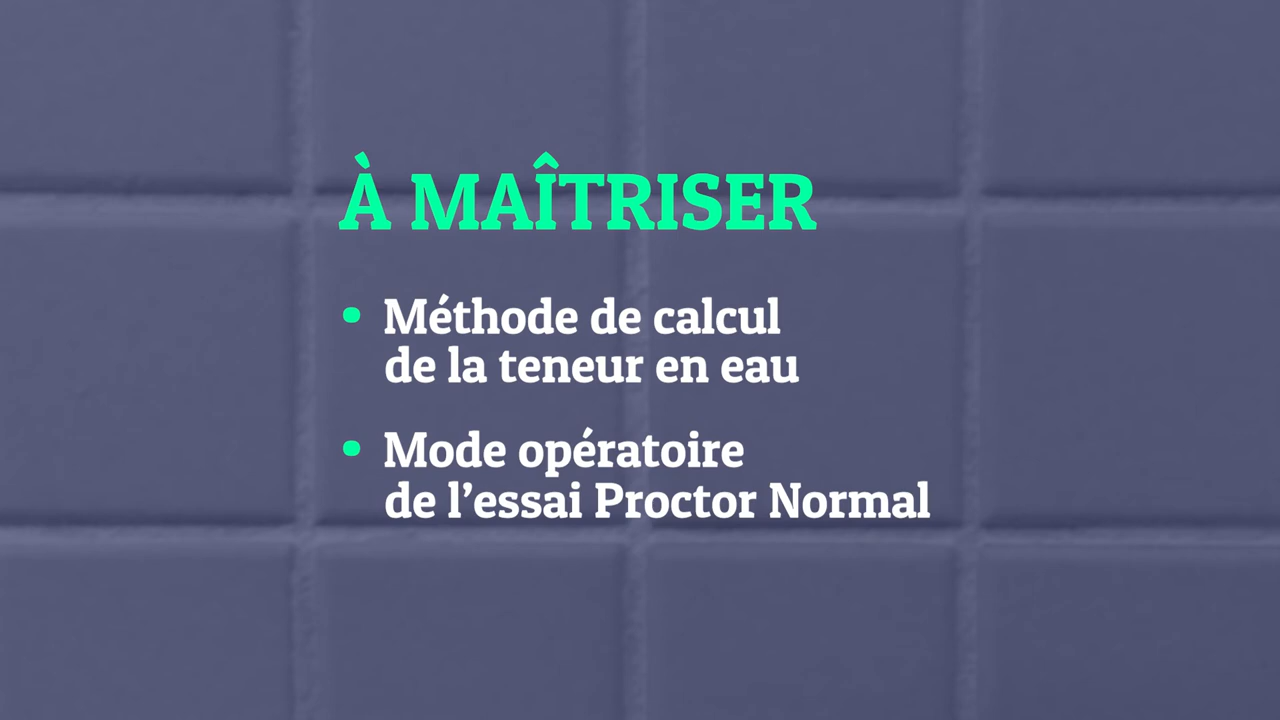 À MAÎTRISER
• Méthode de calcul
de la teneur en eau
• Mode opératoire
de l’essai Proctor Normal